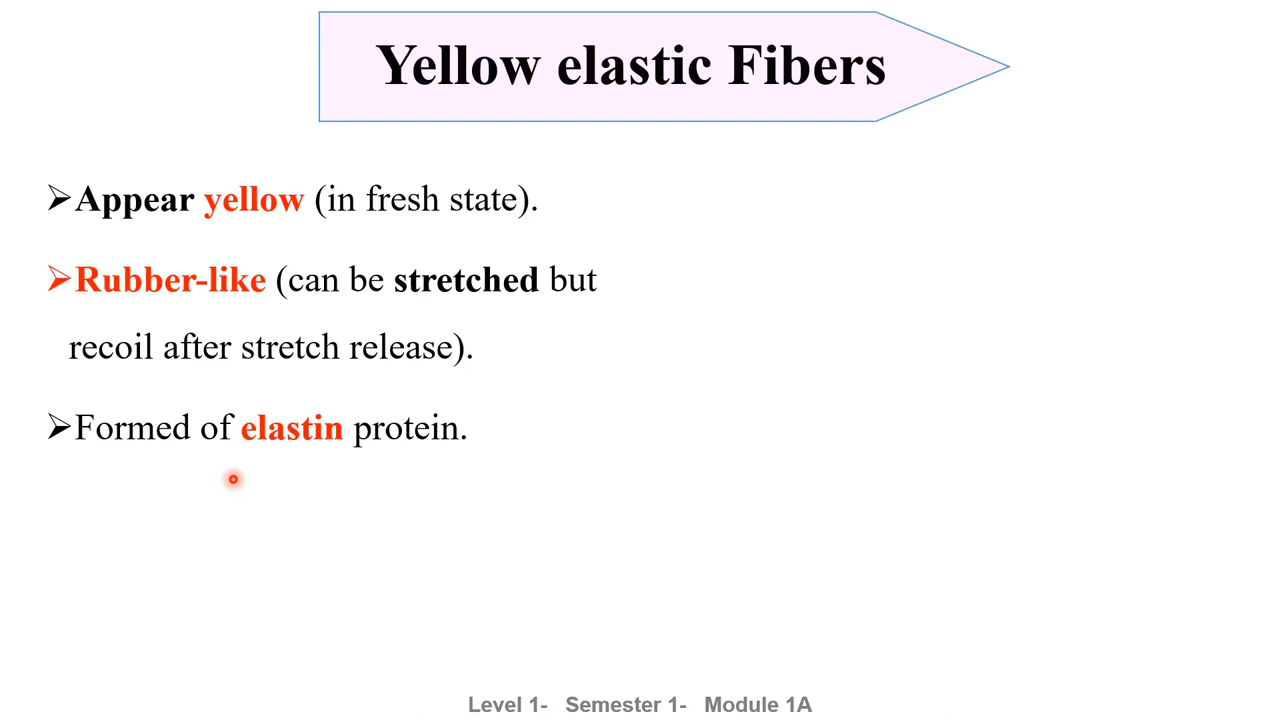 Yellow elastic Fibers
➢Appear yellow (in fresh state).
➢Rubber-like (can be stretched but
recoil after stretch release).
➢Formed of elastin protein.
Level 1-   Semester 1-   Module 1A